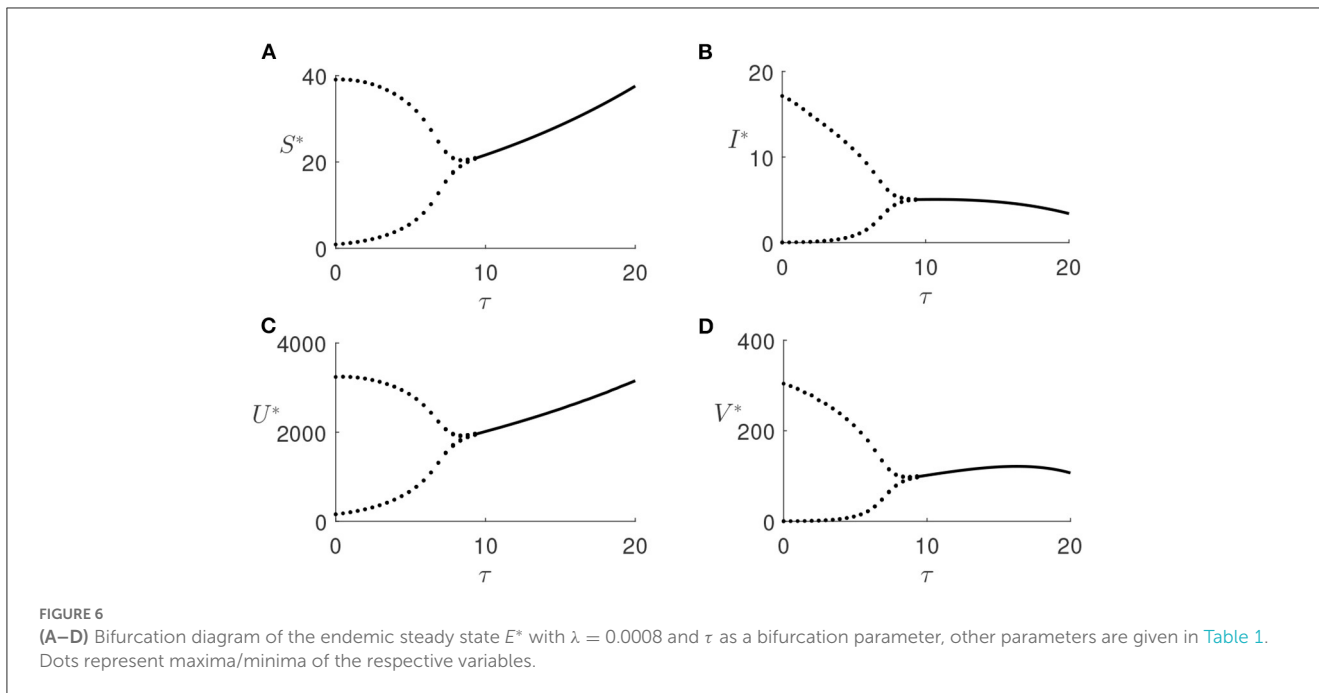 A
40
20
0
S*
0 10 20
τ
B
20
10
0
I*
0 10 20
τ
C
4000
2000
0
U*
0 10 20
τ
D
400
200
0
V*
0 10 20
τ
FIGURE 6
(A–D) Bifurcation diagram of the endemic steady state E* with λ = 0.0008 and τ as a bifurcation parameter, other parameters are given in Table 1.
Dots represent maxima/minima of the respective variables.